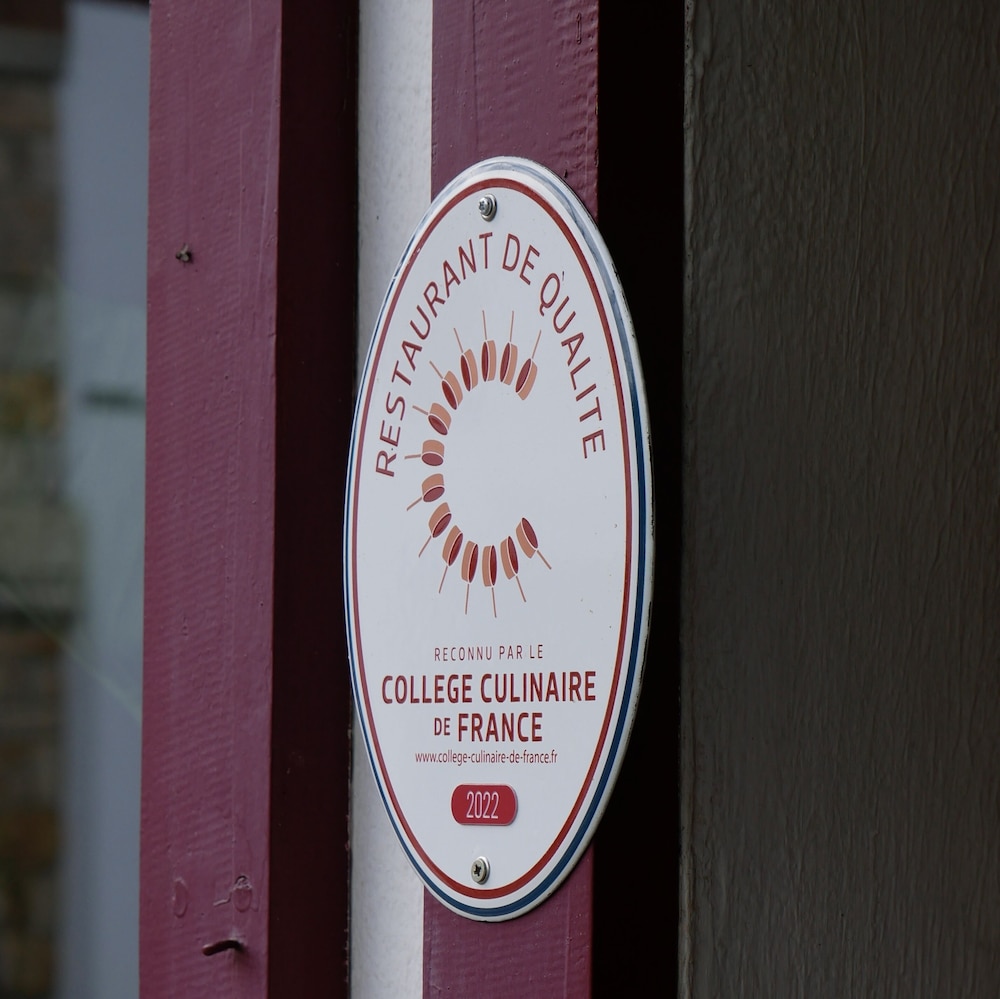 RESTAURANT DE QUALITE
RECONNU PAR LE
COLLEGE CULINAIRE
DE FRANCE
www.college-culinaire-de-france.fr
2022